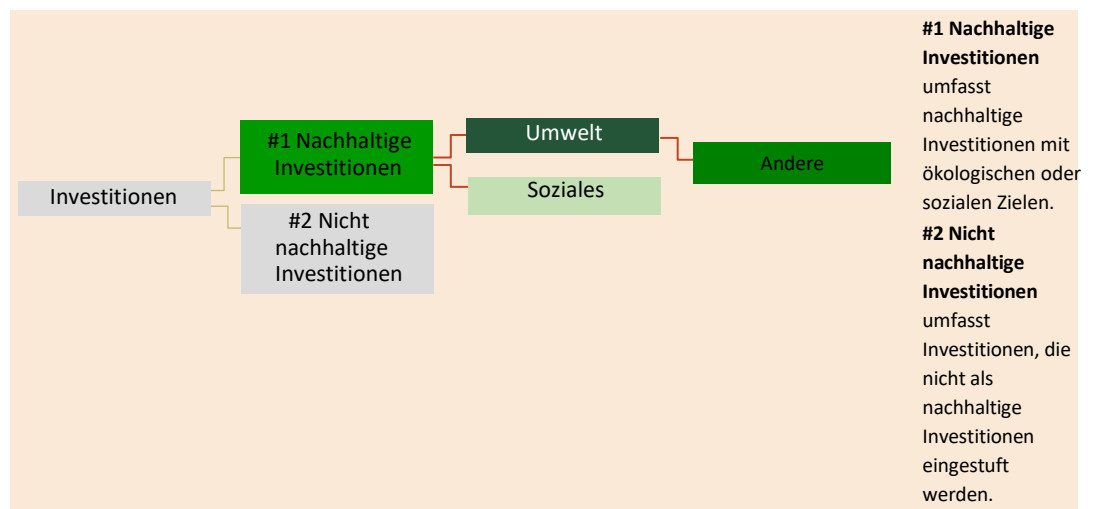 Investitionen
#1 Nachhaltige
Investitionen
#2 Nicht
nachhaltige
Investitionen
Umwelt
Soziales
Andere
#1 Nachhaltige
Investitionen
umfasst
nachhaltige
Investitionen mit
ökologischen oder
sozialen Zielen.
#2 Nicht
nachhaltige
Investitionen
umfasst
Investitionen, die
nicht als
nachhaltige
Investitionen
eingestuft
werden.